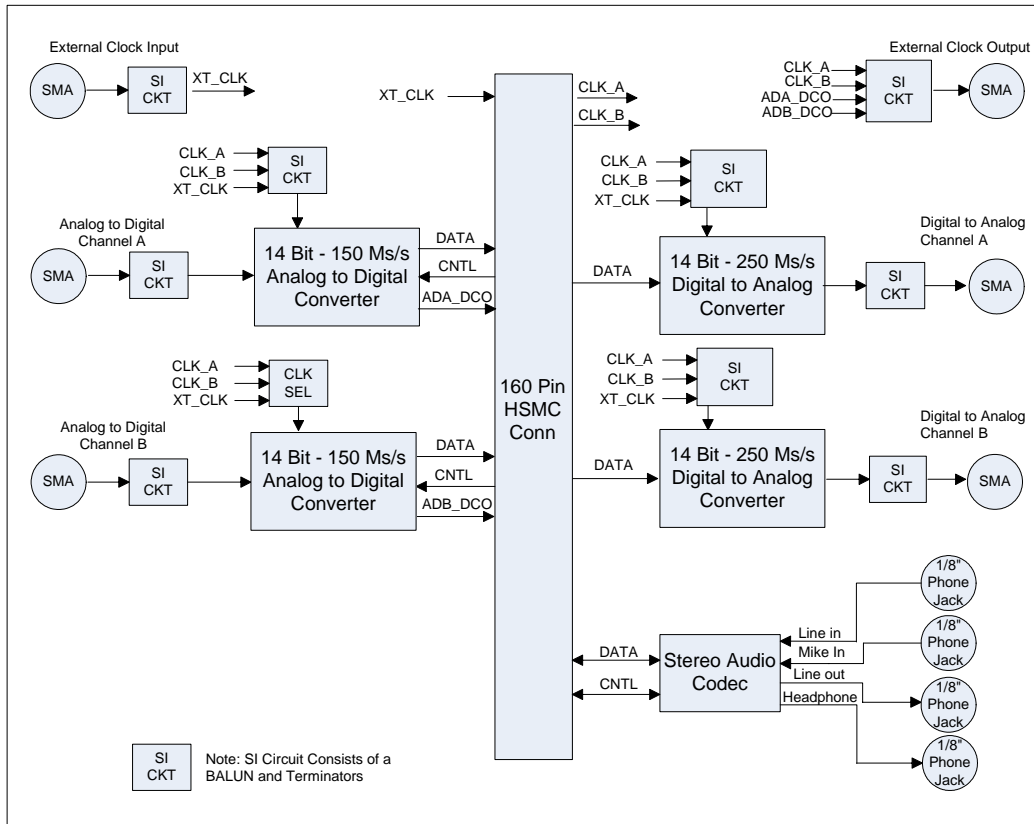 External Clock Input
SMA
SI
CKT
XT_CLK
XT_CLK
CLK_A
CLK_B
External Clock Output
CLK_A
CLK_B
ADA_DCO
ADB_DCO
SI
CKT
SMA
CLK_A
CLK_B
XT_CLK
SI
CKT
Analog to Digital
Channel A
SMA
SI
CKT
14 Bit - 150 Ms/s
Analog to Digital
Converter
DATA
CNTL
ADA_DCO
CLK_A
CLK_B
XT_CLK
SI
CKT
DATA
14 Bit - 250 Ms/s
Digital to Analog
Converter
SI
CKT
Digital to Analog
Channel A
SMA
CLK_A
CLK_B
XT_CLK
CLK
SEL
Analog to Digital
Channel B
SMA
SI
CKT
14 Bit - 150 Ms/s
Analog to Digital
Converter
DATA
CNTL
ADB_DCO
160 Pin
HSMC
Conn
CLK_A
CLK_B
XT_CLK
SI
CKT
DATA
14 Bit - 250 Ms/s
Digital to Analog
Converter
SI
CKT
Digital to Analog
Channel B
SMA
DATA
CNTL
Stereo Audio
Codec
Line in
Mike In
Line out
Headphone
1/8"
Phone
Jack
1/8"
Phone
Jack
1/8"
Phone
Jack
1/8"
Phone
Jack
SI
CKT
Note: SI Circuit Consists of a
BALUN and Terminators